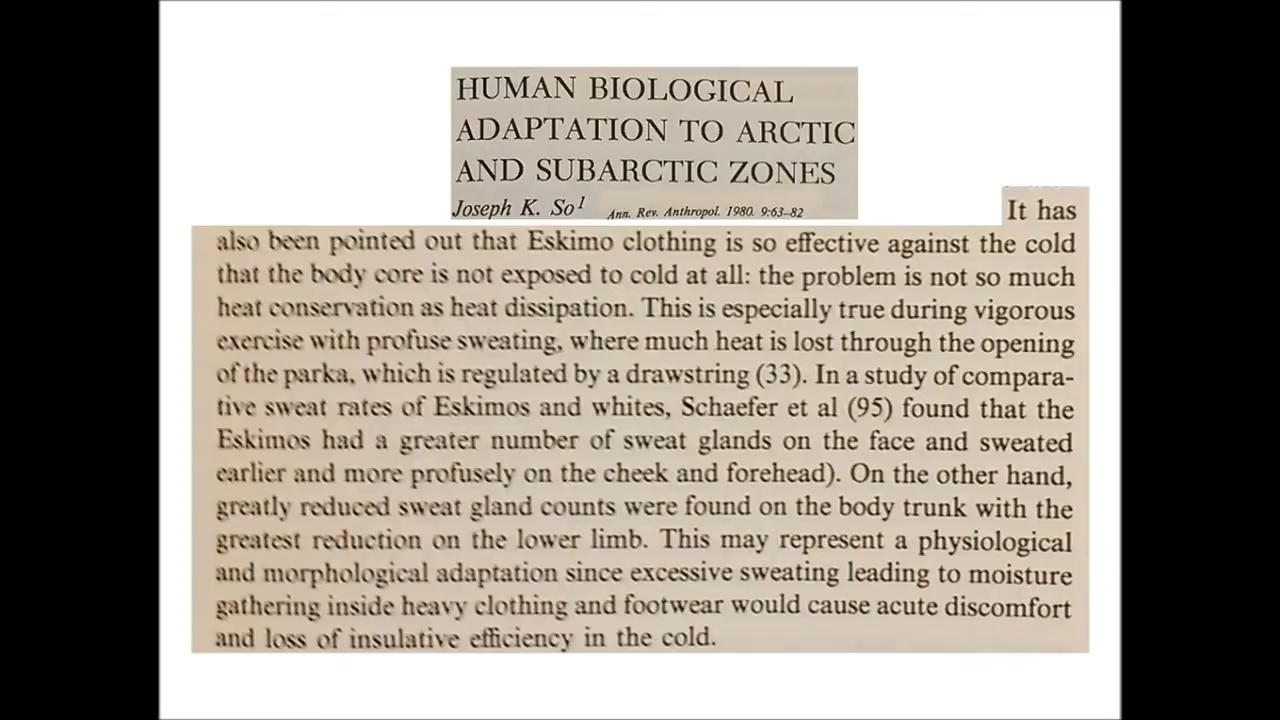 HUMAN BIOLOGICAL
ADAPTATION TO ARCTIC
AND SUBARCTIC ZONES
Joseph K. So1 Ann. Rev. Anthropol. 1980. 9:63–82
It has
also been pointed out that Eskimo clothing is so effective against the cold
that the body core is not exposed to cold at all: the problem is not so much
heat conservation as heat dissipation. This is especially true during vigorous
exercise with profuse sweating, where much heat is lost through the opening
of the parka, which is regulated by a drawstring (33). In a study of compara-
tive sweat rates of Eskimos and whites, Schaefer et al (95) found that the
Eskimos had a greater number of sweat glands on the face and sweated
earlier and more profusely on the cheek and forehead). On the other hand,
greatly reduced sweat gland counts were found on the body trunk with the
greatest reduction on the lower limb. This may represent a physiological
and morphological adaptation since excessive sweating leading to moisture
gathering inside heavy clothing and footwear would cause acute discomfort
and loss of insulative efficiency in the cold.